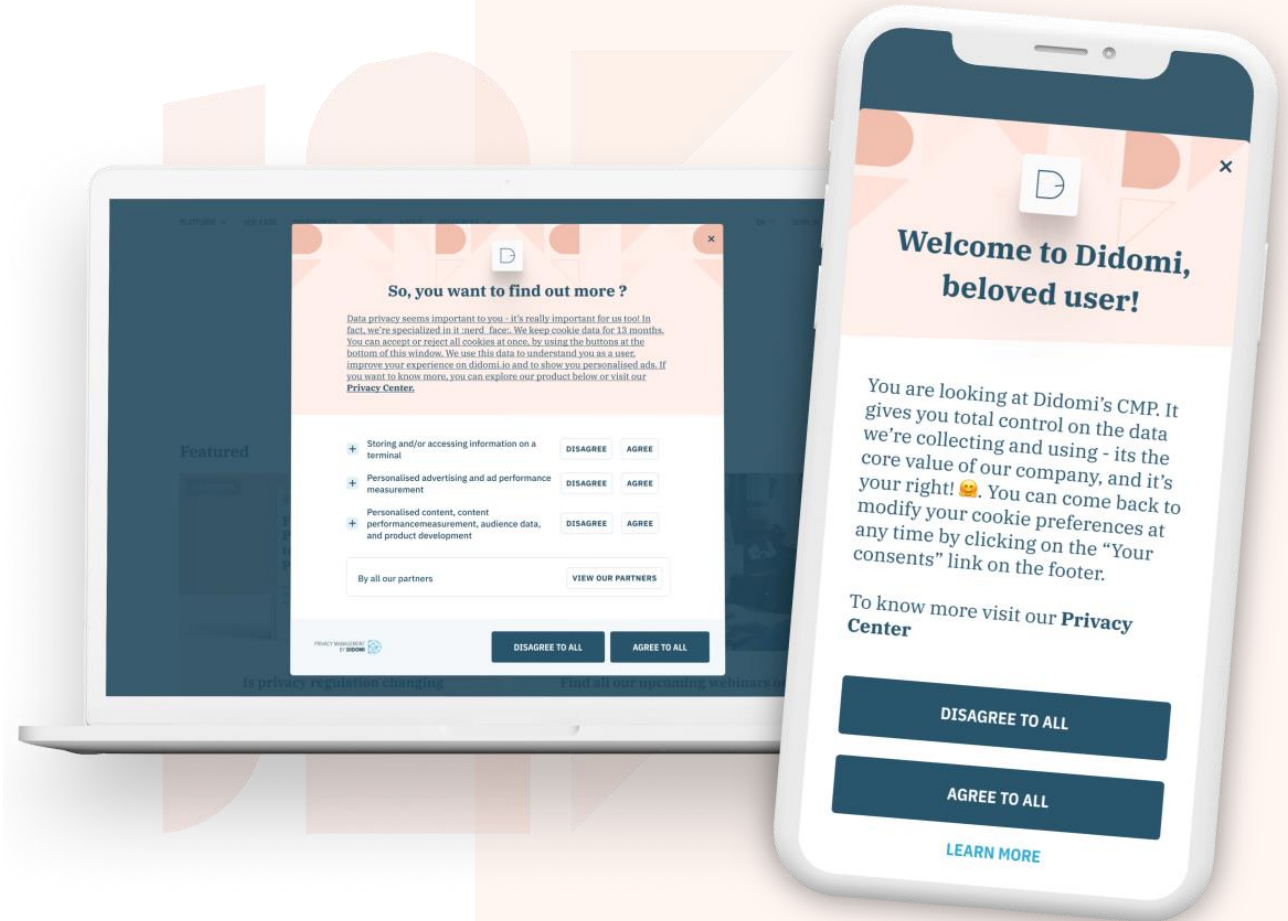 So, you want to find out more ?
Data privacy seems important to you - it's really important for us too! In
fact, we're specialized in it :nerd_face:. We keep cookie data for 13 months.
You can accept or reject all cookies at once, by using the buttons at the
bottom of this window. We use this data to understand you as a user,
improve your experience on didomi.io and to show you personalised ads. If
you want to know more, you can explore our product below or visit our
Privacy Center.
Storing and/or accessing information on a
terminal
DISAGREE AGREE
Personalised advertising and ad performance
measurement
DISAGREE AGREE
Personalised content, content
performancemeasurement, audience data,
and product development
DISAGREE AGREE
By all our partners
VIEW OUR PARTNERS
PRIVACY MANAGEMENT
BY DIDOMI
DISAGREE TO ALL
AGREE TO ALL
Featured
Is privacy regulation changing
Find all our upcoming webinars
Welcome to Didomi,
beloved user!
You are looking at Didomi's CMP. It
gives you total control on the data
we're collecting and using - its the
core value of our company, and it's
your right! 🤗. You can come back to
modify your cookie preferences at
any time by clicking on the “Your
consents” link on the footer.
To know more visit our Privacy
Center
DISAGREE TO ALL
AGREE TO ALL
LEARN MORE